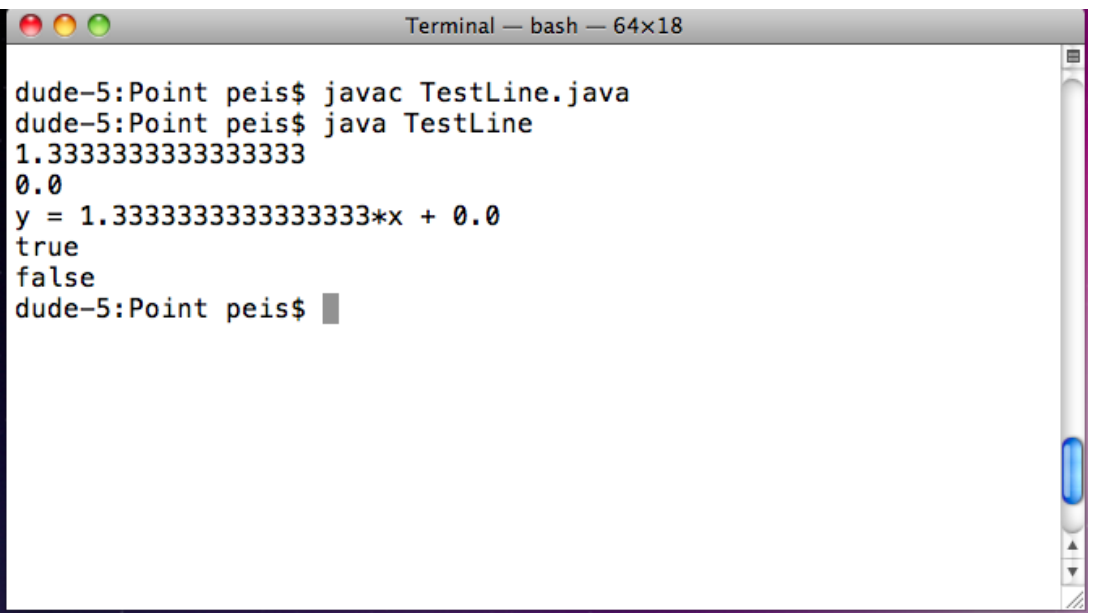 Terminal — bash — 64×18
dude-5:Point peis$ javac TestLine.java
dude-5:Point peis$ java TestLine
1.3333333333333333
0.0
y = 1.3333333333333333*x + 0.0
true
false
dude-5:Point peis$